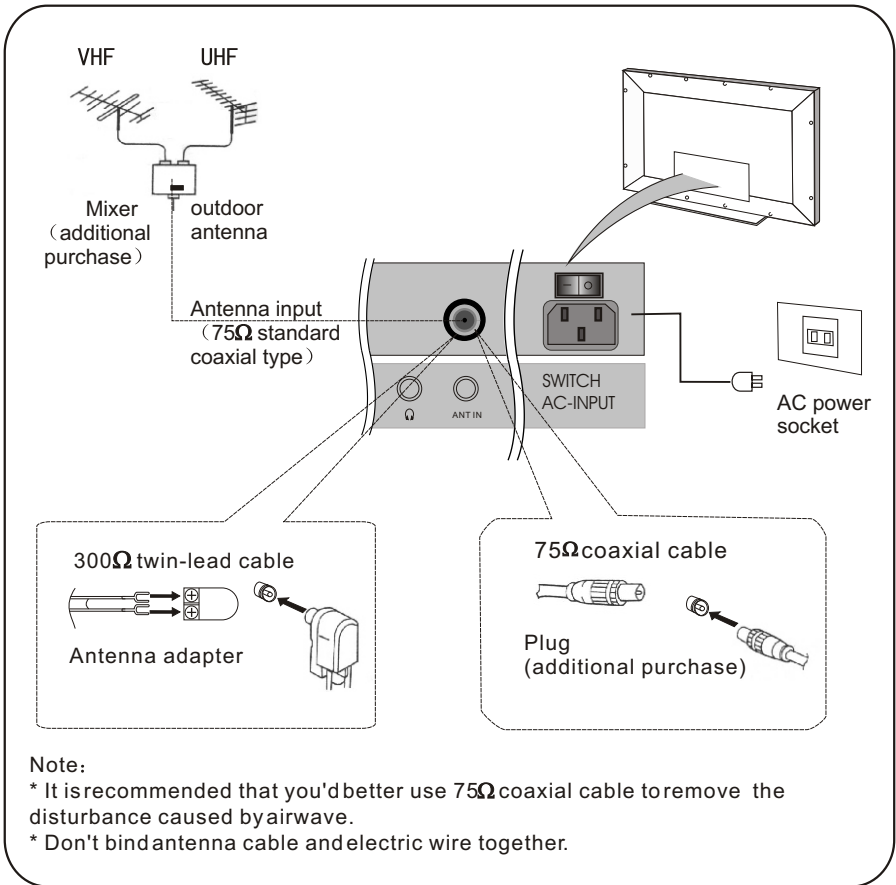 VHF
UHF
Mixer
（additional
purchase）
outdoor
antenna
Antenna input
（75Ω standard
coaxial type）
ANT IN
SWITCH
AC-INPUT
AC power
socket
300Ω twin-lead cable
Antenna adapter
75Ω coaxial cable
Plug
(additional purchase)
Note：
* It is recommended that you'd better use 75Ω coaxial cable to remove the
disturbance caused by airwave.
* Don't bind antenna cable and electric wire together.